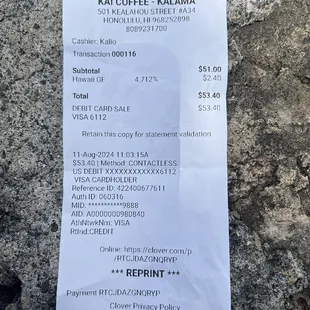 KAI COFFEE - KALAMA
501 KEALAHOU STREET #A34
HONOLULU, HI 968252898
8089231700
Cashier: Kallo
Transaction 000116
Subtotal $51.00
Hawaii GE 4.712% $2.40
Total $53.40
DEBIT CARD SALE $53.40
VISA 6112
Retain this copy for statement validation
11-Aug-2024 11:03:15A
$53.40 | Method: CONTACTLESS
US DEBIT XXXXXXXXXXXX6112
VISA CARDHOLDER
Reference ID: 422400677611
Auth ID: 060316
MID: *********9888
AID: A0000000980840
AthNtwkNm: VISA
RtInd:CREDIT
Online: https://clover.com/p
/RTCJDAZGNQRYP
*** REPRINT ***
Payment RTCJDAZGNQRYP
Clover Privacy Policy